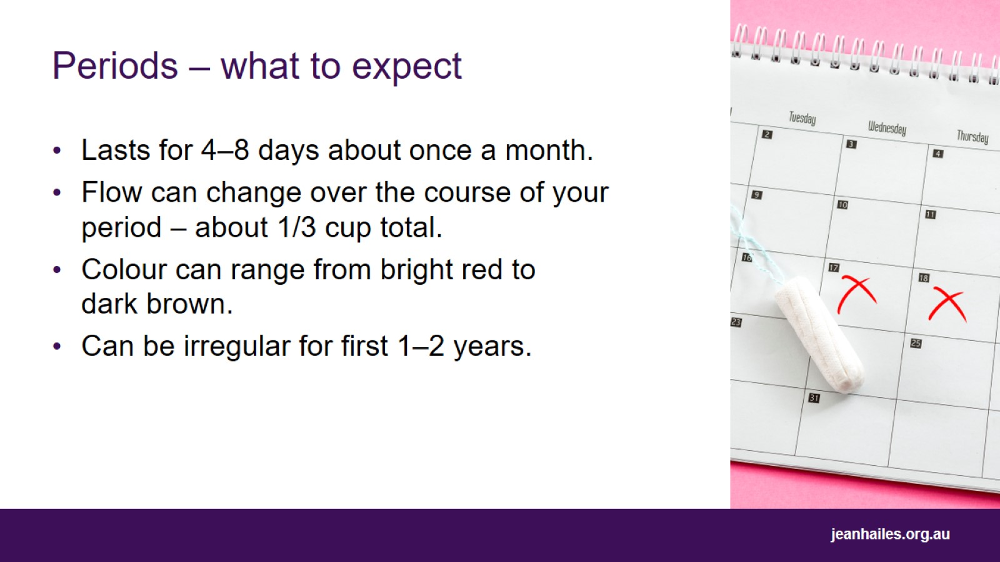 Periods – what to expect
• Lasts for 4–8 days about once a month.
• Flow can change over the course of your
period – about 1/3 cup total.
• Colour can range from bright red to
dark brown.
• Can be irregular for first 1–2 years.
Tuesday Wednesday Thursday
2 3 4
9 10 11
16 17 18
23 25
31
jeanhailes.org.au